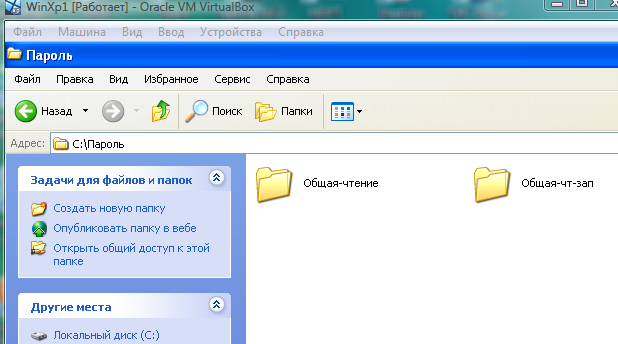 WinXp1 [Работает] - Oracle VM VirtualBox
Файл Машина Вид Ввод Устройства Справка
Пароль
Файл Правка Вид Избранное Сервис Справка
Назад Поиск Папки
Адрес: C:\Пароль
Задачи для файлов и папок
Создать новую папку
Опубликовать папку в вебе
Открыть общий доступ к этой
папке
Другие места
Локальный диск (C:)
Общая-чтение
Общая-чт-зап